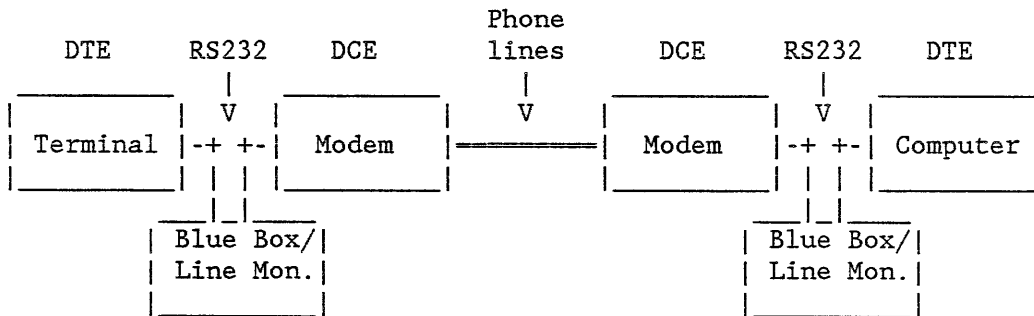 Phone
DTE RS232 DCE lines DCE RS232 DTE
V V V
Terminal Modem Modem Computer
Blue Box/ Blue Box/
Line Mon. Line Mon.